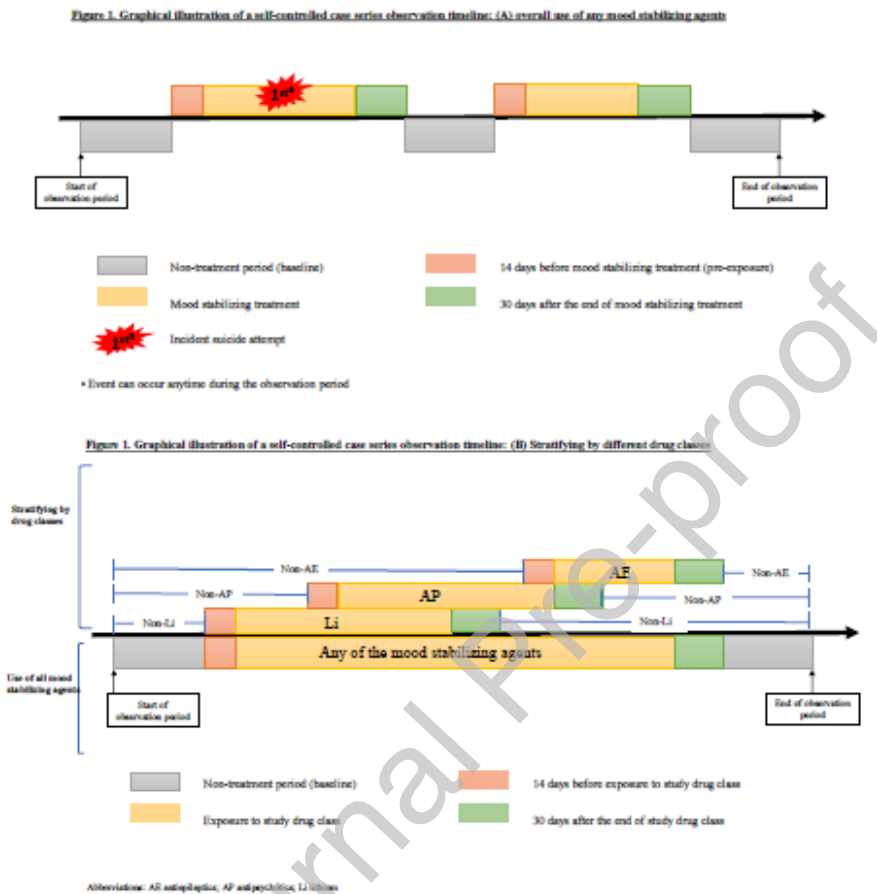 Figure 1. Graphical illustration of a self-controlled case series observation timeline: (A) overall use of any mood stabilizing agents
1st*
Start of
observation period
End of observation
period
Non-treatment period (baseline)
14 days before mood stabilizing treatment (pre-exposure)
Mood stabilizing treatment
30 days after the end of mood stabilizing treatment
1st*
Incident suicide attempt
* Event can occur anytime during the observation period
Figure 1. Graphical illustration of a self-controlled case series observation timeline: (B) Stratifying by different drug classes
Stratifying by
drug classes
Non-AE
AE
Non-AE
Non-AP
AP
Non-AP
Non-Li
Li
Non-Li
Any of the mood stabilizing agents
Use of all mood
stabilizing agents
Start of
observation period
End of observation
period
Non-treatment period (baseline)
14 days before exposure to study drug class
Exposure to study drug class
30 days after the end of study drug class
Abbreviations: AE antiepileptics; AP antipsychotics; Li lithium
rnal Pre-proof